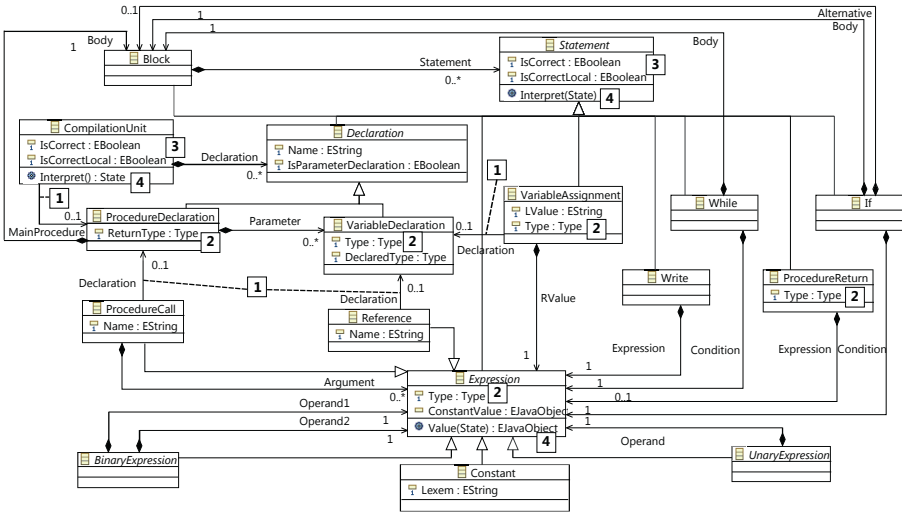 0..1
1
Alternative
1
Body
1
Body
Body
1
Block
Statement
0..*
Statement
IsCorrect : EBoolean
IsCorrectLocal : EBoolean
3
Interpret(State)
4
CompilationUnit
IsCorrect : EBoolean
IsCorrectLocal : EBoolean
3
Interpret() : State
4
Declaration
0..*
Declaration
Name : EString
IsParameterDeclaration : EBoolean
1
1
0..1
MainProcedure
ProcedureDeclaration
ReturnType : Type
2
Parameter
0..*
VariableDeclaration
Type : Type
2
DeclaredType : Type
0..1
Declaration
VariableAssignment
LValue : EString
Type : Type
2
While
If
0..1
Declaration
1
0..1
Declaration
RValue
1
Write
ProcedureReturn
Type : Type
2
ProcedureCall
Name : EString
Reference
Name : EString
Expression
Condition
Expression
Condition
1
1
0..1
1
Argument
0..*
Expression
Type : Type
2
ConstantValue : EJavaObject
Value(State) : EJavaObject
4
Operand1
1
Operand2
1
1
Operand
BinaryExpression
UnaryExpression
Constant
Lexem : EString